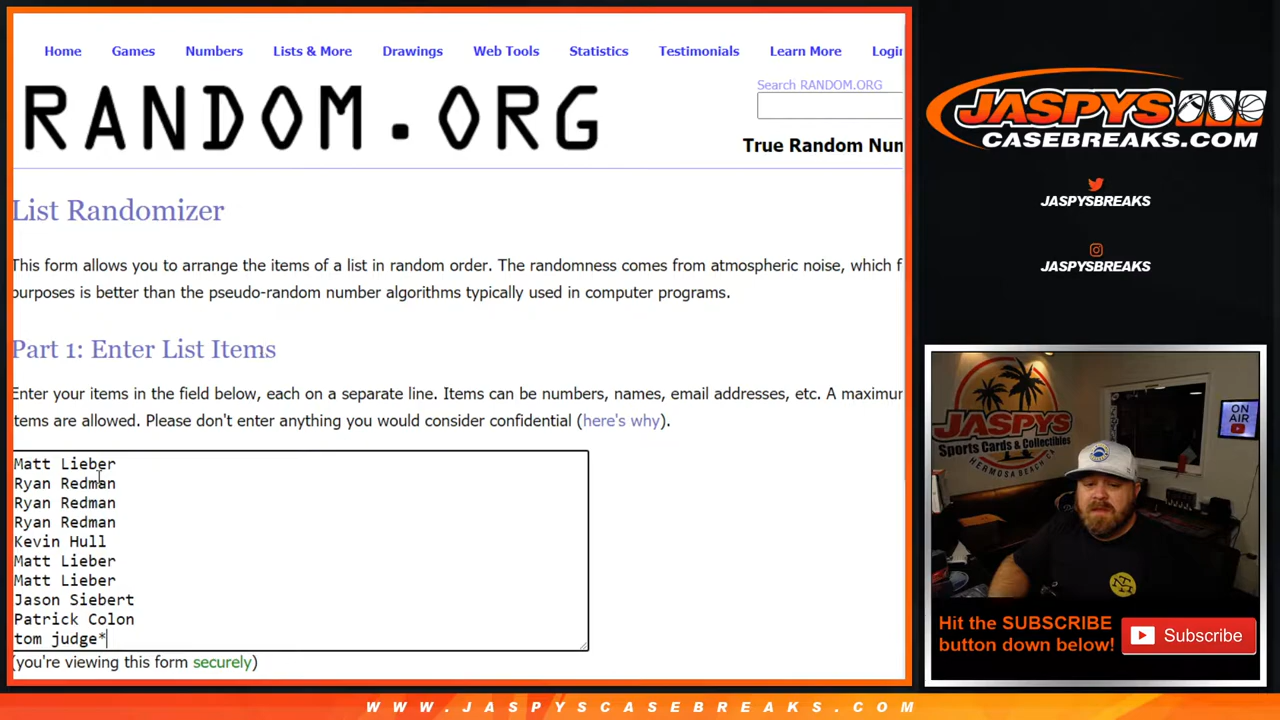 Home Games Numbers Lists & More Drawings Web Tools Statistics Testimonials Learn More Login
Search RANDOM.ORG
RANDOM.ORG
True Random Num
List Randomizer
This form allows you to arrange the items of a list in random order. The randomness comes from atmospheric noise, which f
purposes is better than the pseudo-random number algorithms typically used in computer programs.
Part 1: Enter List Items
Enter your items in the field below, each on a separate line. Items can be numbers, names, email addresses, etc. A maximum
items are allowed. Please don't enter anything you would consider confidential (here's why).
Matt Lieber
Ryan Redman
Ryan Redman
Ryan Redman
Kevin Hull
Matt Lieber
Matt Lieber
Jason Siebert
Patrick Colon
tom judge*
(you're viewing this form securely)
JASPYS
CASEBREAKS.COM
JASPYSBREAKS
JASPYSBREAKS
JASPYS
Sports Cards & Collectibles
HERMOSA BEACH CA
ON
AIR
Hit the SUBSCRIBE
button down below!
Subscribe
WWW.JASPYSCASEBREAKS.COM